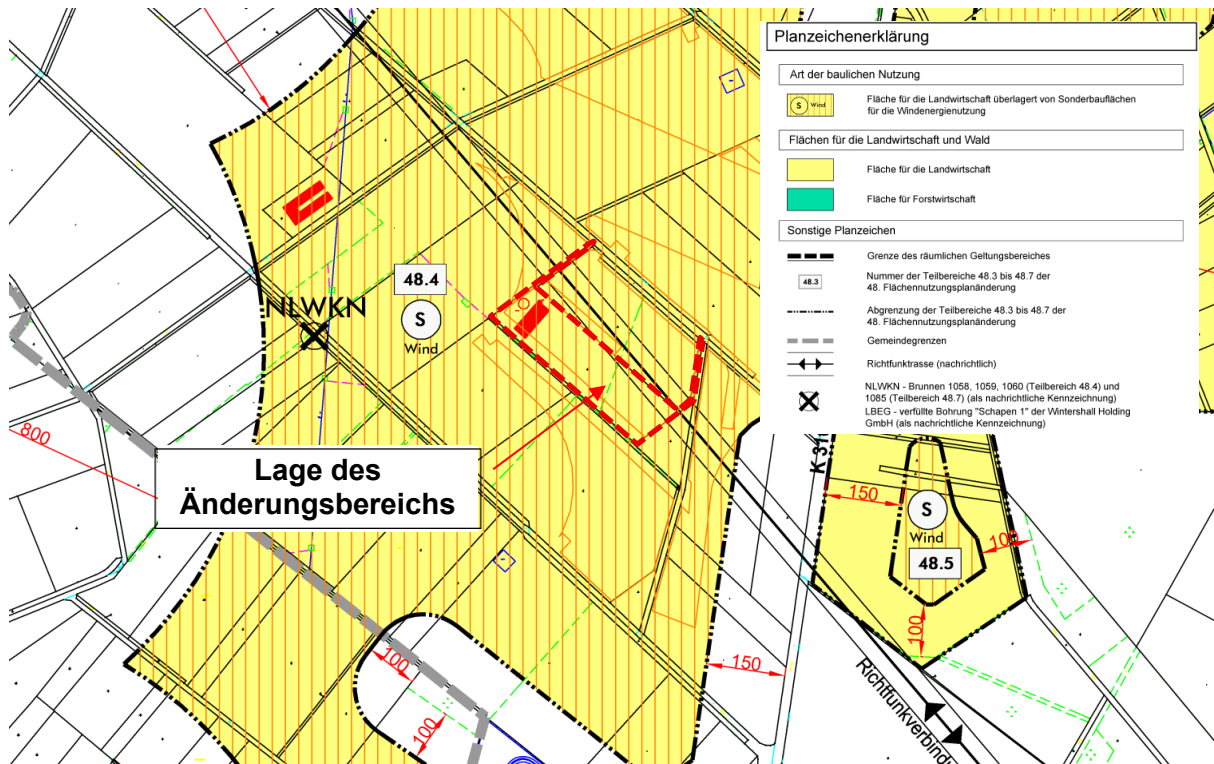 Planzeichenerklärung
Art der baulichen Nutzung
S Wind
Fläche für die Landwirtschaft überlagert von Sonderbauflächen
für die Windenergienutzung
Flächen für die Landwirtschaft und Wald
Fläche für die Landwirtschaft
Fläche für Forstwirtschaft
Sonstige Planzeichen
Grenze des räumlichen Geltungsbereiches
48.3
Nummer der Teilbereiche 48.3 bis 48.7 der
48. Flächennutzungsplanänderung
Abgrenzung der Teilbereiche 48.3 bis 48.7 der
48. Flächennutzungsplanänderung
Gemeindegrenzen
Richtfunktrasse (nachrichtlich)
NLWKN - Brunnen 1058, 1059, 1060 (Teilbereich 48.4) und
1085 (Teilbereich 48.7) (als nachrichtliche Kennzeichnung)
LBEG - verfüllte Bohrung "Schapen 1" der Wintershall Holding
GmbH (als nachrichtliche Kennzeichnung)
48.4
S
Wind
NLWKN
800
Lage des
Änderungsbereichs
150
S
Wind
48.5
100
100
150
100
100